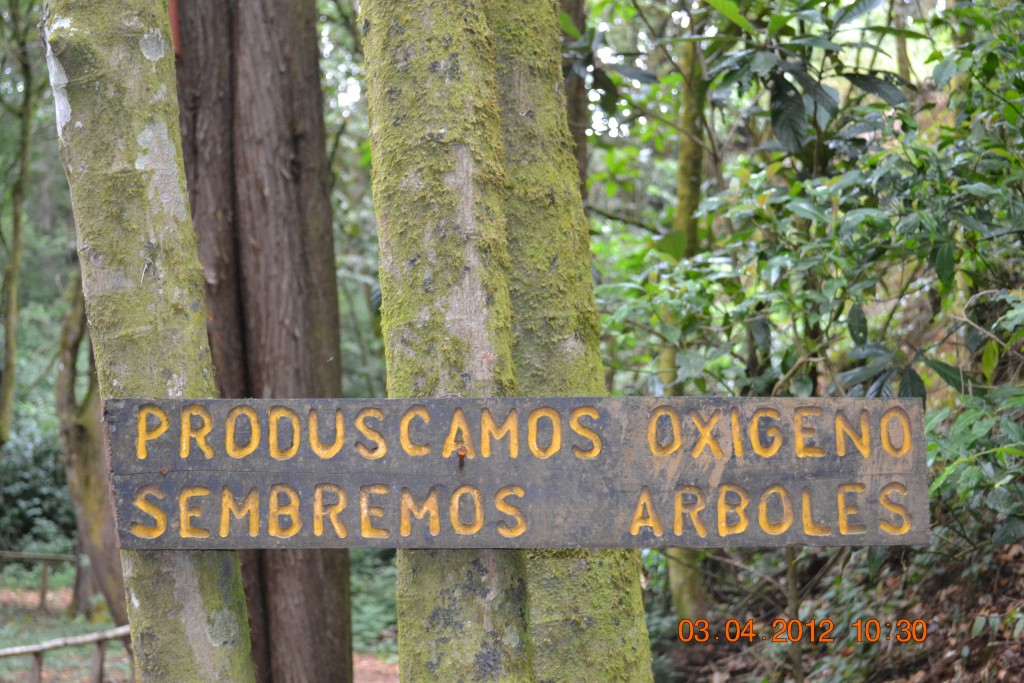 PRODUSCAMOS OXIGENO
SEMBREMOS ARBOLES
03.04.2012 10:30